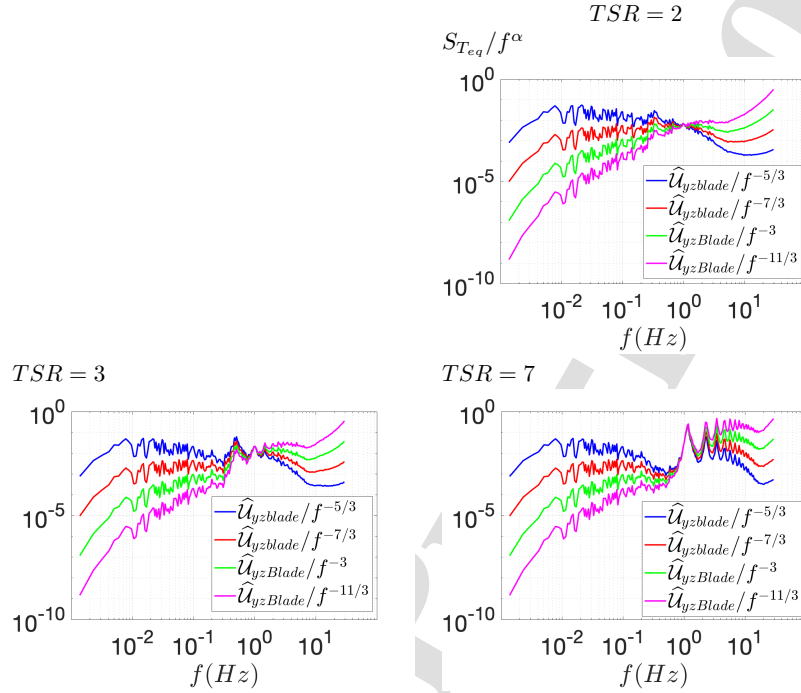 TSR = 2
S_{T_{eq}}/f^α
10^0
10^{-5}
10^{-10}
Û_{yzblade}/f^{-5/3}
Û_{yzblade}/f^{-7/3}
Û_{yzBlade}/f^{-3}
Û_{yzBlade}/f^{-11/3}
10^{-2} 10^{-1} 10^0 10^1
f(Hz)
TSR = 3
10^0
10^{-5}
10^{-10}
Û_{yzblade}/f^{-5/3}
Û_{yzblade}/f^{-7/3}
Û_{yzBlade}/f^{-3}
Û_{yzBlade}/f^{-11/3}
10^{-2} 10^{-1} 10^0 10^1
f(Hz)
TSR = 7
10^0
10^{-5}
10^{-10}
Û_{yzblade}/f^{-5/3}
Û_{yzblade}/f^{-7/3}
Û_{yzBlade}/f^{-3}
Û_{yzBlade}/f^{-11/3}
10^{-2} 10^{-1} 10^0 10^1
f(Hz)